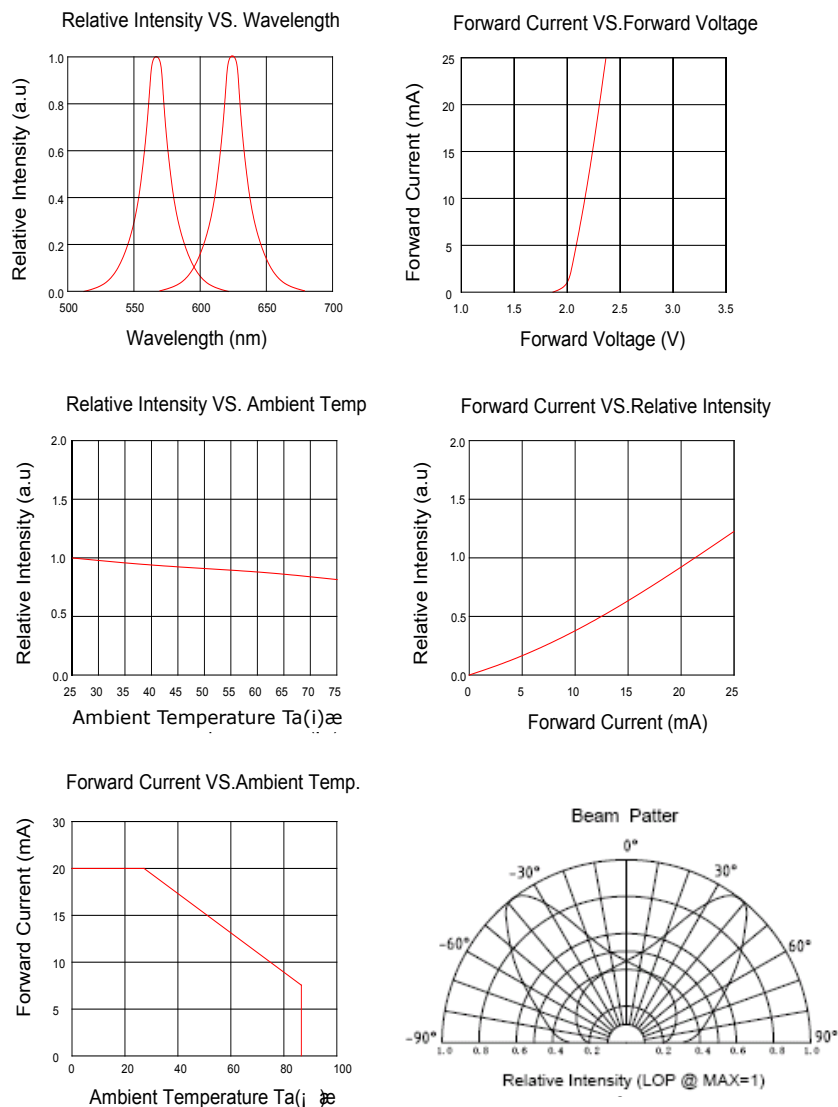 Relative Intensity VS. Wavelength
Relative Intensity (a.u)
1.0
0.8
0.6
0.4
0.2
0.0
500 550 600 650 700
Wavelength (nm)
Forward Current VS.Forward Voltage
Forward Current (mA)
25
20
15
10
5
0
1.0 1.5 2.0 2.5 3.0 3.5
Forward Voltage (V)
Relative Intensity VS. Ambient Temp
Relative Intensity (a.u)
2.0
1.5
1.0
0.5
0.0
25 30 35 40 45 50 55 60 65 70 75
Ambient Temperature Ta(i)æ
Forward Current VS.Relative Intensity
Relative Intensity (a.u)
2.0
1.5
1.0
0.5
0.0
0 5 10 15 20 25
Forward Current (mA)
Forward Current VS.Ambient Temp.
Forward Current (mA)
30
20
15
10
5
0
0 20 40 60 80 100
Ambient Temperature Ta(¡ )æ
Beam Patter
0°
-30° 30°
-60° 60°
-90° 90°
1.0 0.8 0.6 0.4 0.2 0.2 0.4 0.6 0.8 1.0
Relative Intensity (LOP @ MAX=1)